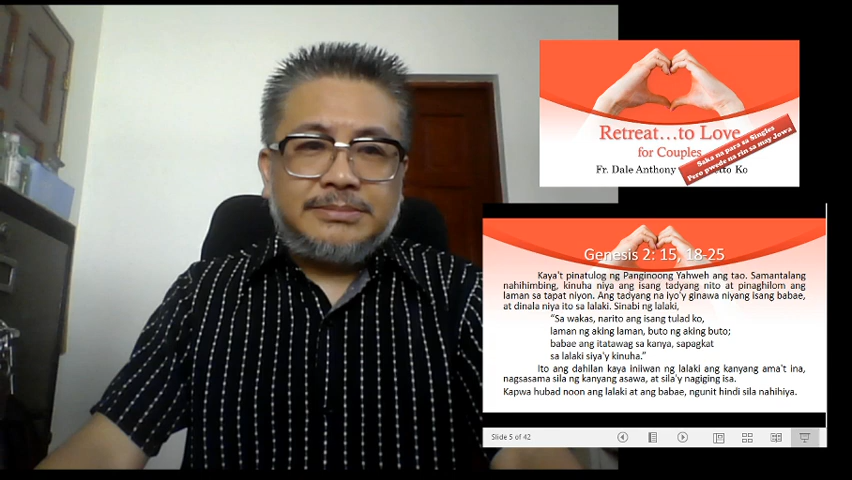 Retreat…to Love
for Couples
Saka na para sa Singles
Pero pwede na rin sa may Jowa
Fr. Dale Anthony Ko
Genesis 2: 15, 18-25
Kaya't pinatulog ng Panginoong Yahweh ang tao. Samantalang
nahihimbing, kinuha niya ang isang tadyang nito at pinaghilom ang
laman sa tapat niyon. Ang tadyang na iyo'y ginawa niyang isang babae,
at dinala niya ito sa lalaki. Sinabi ng lalaki,
“Sa wakas, narito ang isang tulad ko,
laman ng aking laman, buto ng aking buto;
babae ang itatawag sa kanya, sapagkat
sa lalaki siya'y kinuha.”
Ito ang dahilan kaya iniiwan ng lalaki ang kanyang ama't ina,
nagsasama sila ng kanyang asawa, at sila'y nagiging isa.
Kapwa hubad noon ang lalaki at ang babae, ngunit hindi sila nahihiya.
Slide 5 of 42